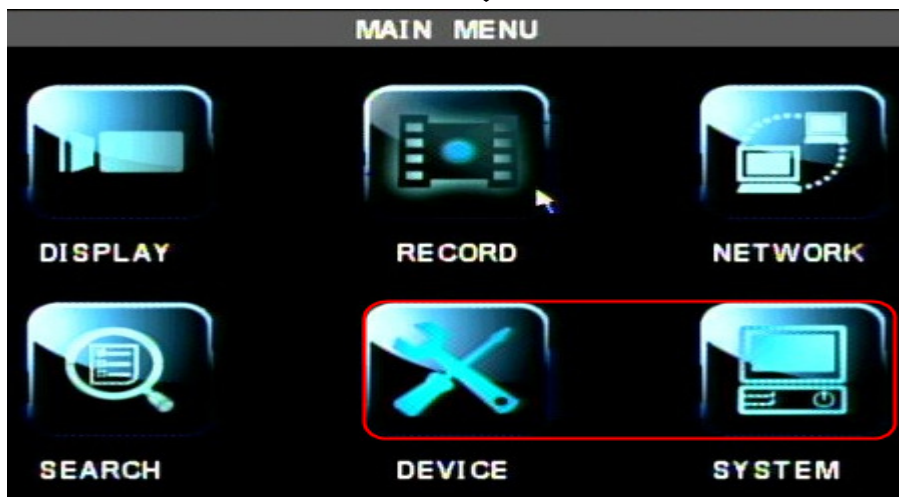 MAIN MENU
DISPLAY RECORD NETWORK
SEARCH DEVICE SYSTEM